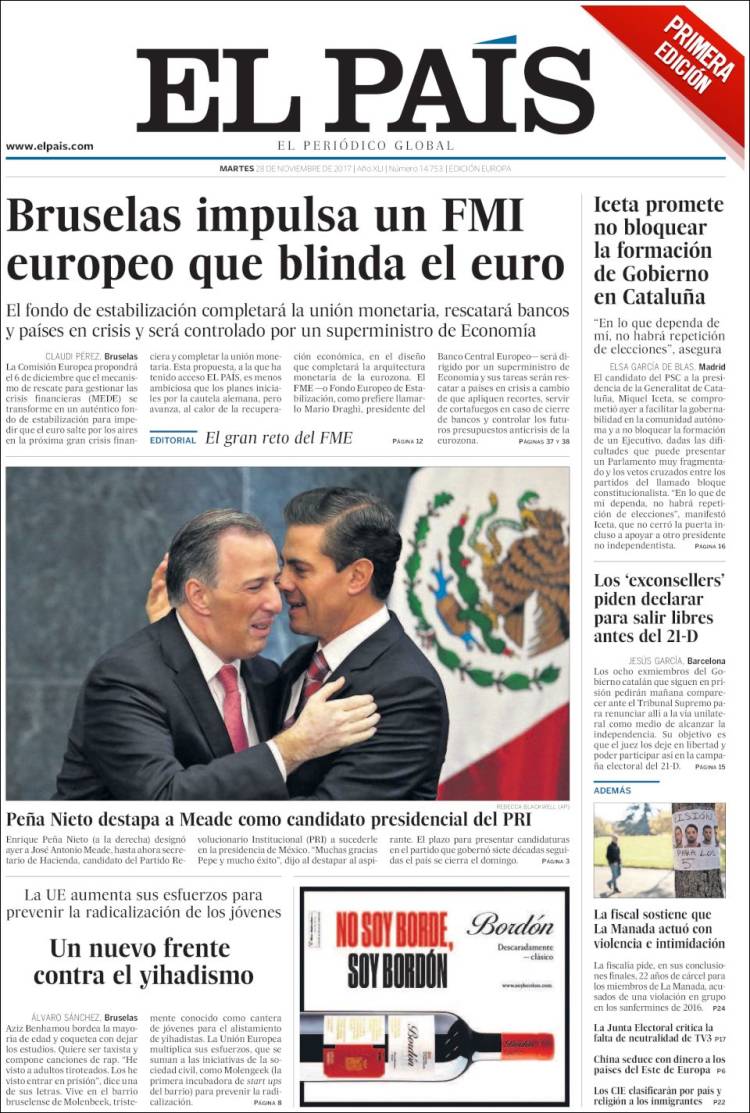 PRIMERA
EDICIÓN
EL PAÍS
www.elpais.com
EL PERIÓDICO GLOBAL
MARTES 28 DE NOVIEMBRE DE 2017 | Año XLI | Número 14.753 | EDICIÓN EUROPA
Bruselas impulsa un FMI
europeo que blinda el euro
El fondo de estabilización completará la unión monetaria, rescatará bancos
y países en crisis y será controlado por un superministro de Economía
CLAUDI PÉREZ, Bruselas
La Comisión Europea propondrá
el 6 de diciembre que el mecanis-
mo de rescate para gestionar las
crisis financieras (MEDE) se
transforme en un auténtico fon-
do de estabilización para impe-
dir que el euro salte por los aires
en la próxima gran crisis finan-
ciera y completar la unión mone-
taria. Esta propuesta, a la que ha
tenido acceso EL PAÍS, es menos
ambiciosa que los planes inicia-
les por la cautela alemana, pero
avanza, al calor de la recupera-
ción económica, en el diseño
que completará la arquitectura
monetaria de la eurozona. El
FME —o Fondo Europeo de Esta-
bilización, como prefiere llamar-
lo Mario Draghi, presidente del
Banco Central Europeo— será di-
rigido por un superministro de
Economía y sus tareas serán res-
catar a países en crisis a cambio
de que apliquen recortes, servir
de cortafuegos en caso de cierre
de bancos y controlar los futu-
ros presupuestos anticrisis de la
eurozona. PÁGINAS 37 Y 38
EDITORIAL El gran reto del FME PÁGINA 12
REBECCA BLACKWELL (AP)
Peña Nieto destapa a Meade como candidato presidencial del PRI
Enrique Peña Nieto (a la derecha) designó
ayer a José Antonio Meade, hasta ahora secre-
tario de Hacienda, candidato del Partido Re-
volucionario Institucional (PRI) a sucederle
en la presidencia de México. “Muchas gracias
Pepe y mucho éxito”, dijo al destapar al aspi-
rante. El plazo para presentar candidaturas
en el partido que gobernó siete décadas segui-
das el país se cierra el domingo. PÁGINA 3
La UE aumenta sus esfuerzos para
prevenir la radicalización de los jóvenes
Un nuevo frente
contra el yihadismo
ÁLVARO SÁNCHEZ, Bruselas
Aziz Benhamou bordea la mayo-
ría de edad y coquetea con dejar
los estudios. Quiere ser taxista y
compone canciones de rap. “He
visto a adultos tiroteados. Los he
visto entrar en prisión”, dice una
de sus letras. Vive en el barrio
bruselense de Molenbeek, triste-
mente conocido como cantera
de jóvenes para el alistamiento
de yihadistas. La Unión Europea
multiplica sus esfuerzos, que se
suman a las iniciativas de la so-
ciedad civil, como Molengeek (la
primera incubadora de start ups
del barrio) para prevenir la ra-
dicalización. PÁGINA 8
NO SOY BORDE,
SOY BORDÓN
Bordón
Descaradamente
—clásico
www.soybordon.com
Bordón
Bordón
Iceta promete
no bloquear
la formación
de Gobierno
en Cataluña
“En lo que dependa de
mí, no habrá repetición
de elecciones”, asegura
ELSA GARCÍA DE BLAS, Madrid
El candidato del PSC a la presi-
dencia de la Generalitat de Cata-
luña, Miquel Iceta, se compro-
metió ayer a facilitar la goberna-
bilidad en la comunidad autóno-
ma y a no bloquear la formación
de un Ejecutivo, dadas las difi-
cultades que puede presentar
un Parlamento muy fragmenta-
do y los vetos cruzados entre los
partidos del llamado bloque
constitucionalista. “En lo que de
mí dependa, no habrá repeti-
ción de elecciones”, manifestó
Iceta, que no cerró la puerta in-
cluso a apoyar a otro presidente
no independentista. PÁGINA 16
Los ‘exconsellers’
piden declarar
para salir libres
antes del 21-D
JESÚS GARCÍA, Barcelona
Los ocho exmiembros del Go-
bierno catalán que siguen en pri-
sión pedirán mañana compare-
cer ante el Tribunal Supremo pa-
ra renunciar allí a la vía unilate-
ral como medio de alcanzar la
independencia. Su objetivo es
que el juez los deje en libertad y
poder participar así en la campa-
ña electoral del 21-D. PÁGINA 15
ADEMÁS
PARA LOS
5
La fiscal sostiene que
La Manada actuó con
violencia e intimidación
La fiscalía pide, en sus conclusio-
nes finales, 22 años de cárcel para
los miembros de La Manada, acu-
sados de una violación en grupo
en los sanfermines de 2016. P24
La Junta Electoral critica la
falta de neutralidad de TV3 P17
China seduce con dinero a los
países del Este de Europa P6
Los CIE clasificarán por país y
religión a los inmigrantes P22